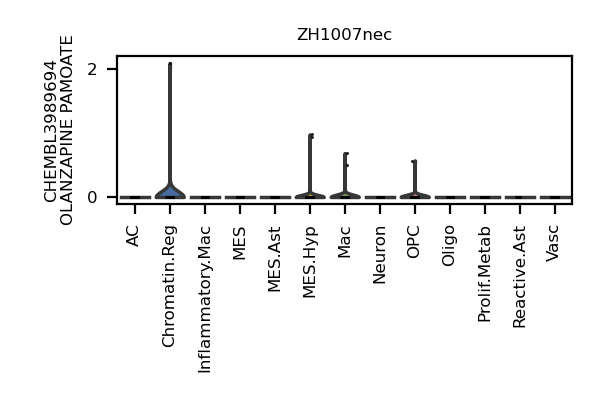 ZH1007nec
CHEMBL3989694
OLANZAPINE PAMOATE
2
0
AC
Chromatin.Reg
Inflammatory.Mac
MES
MES.Ast
MES.Hyp
Mac
Neuron
OPC
Oligo
Prolif.Metab
Reactive.Ast
Vasc